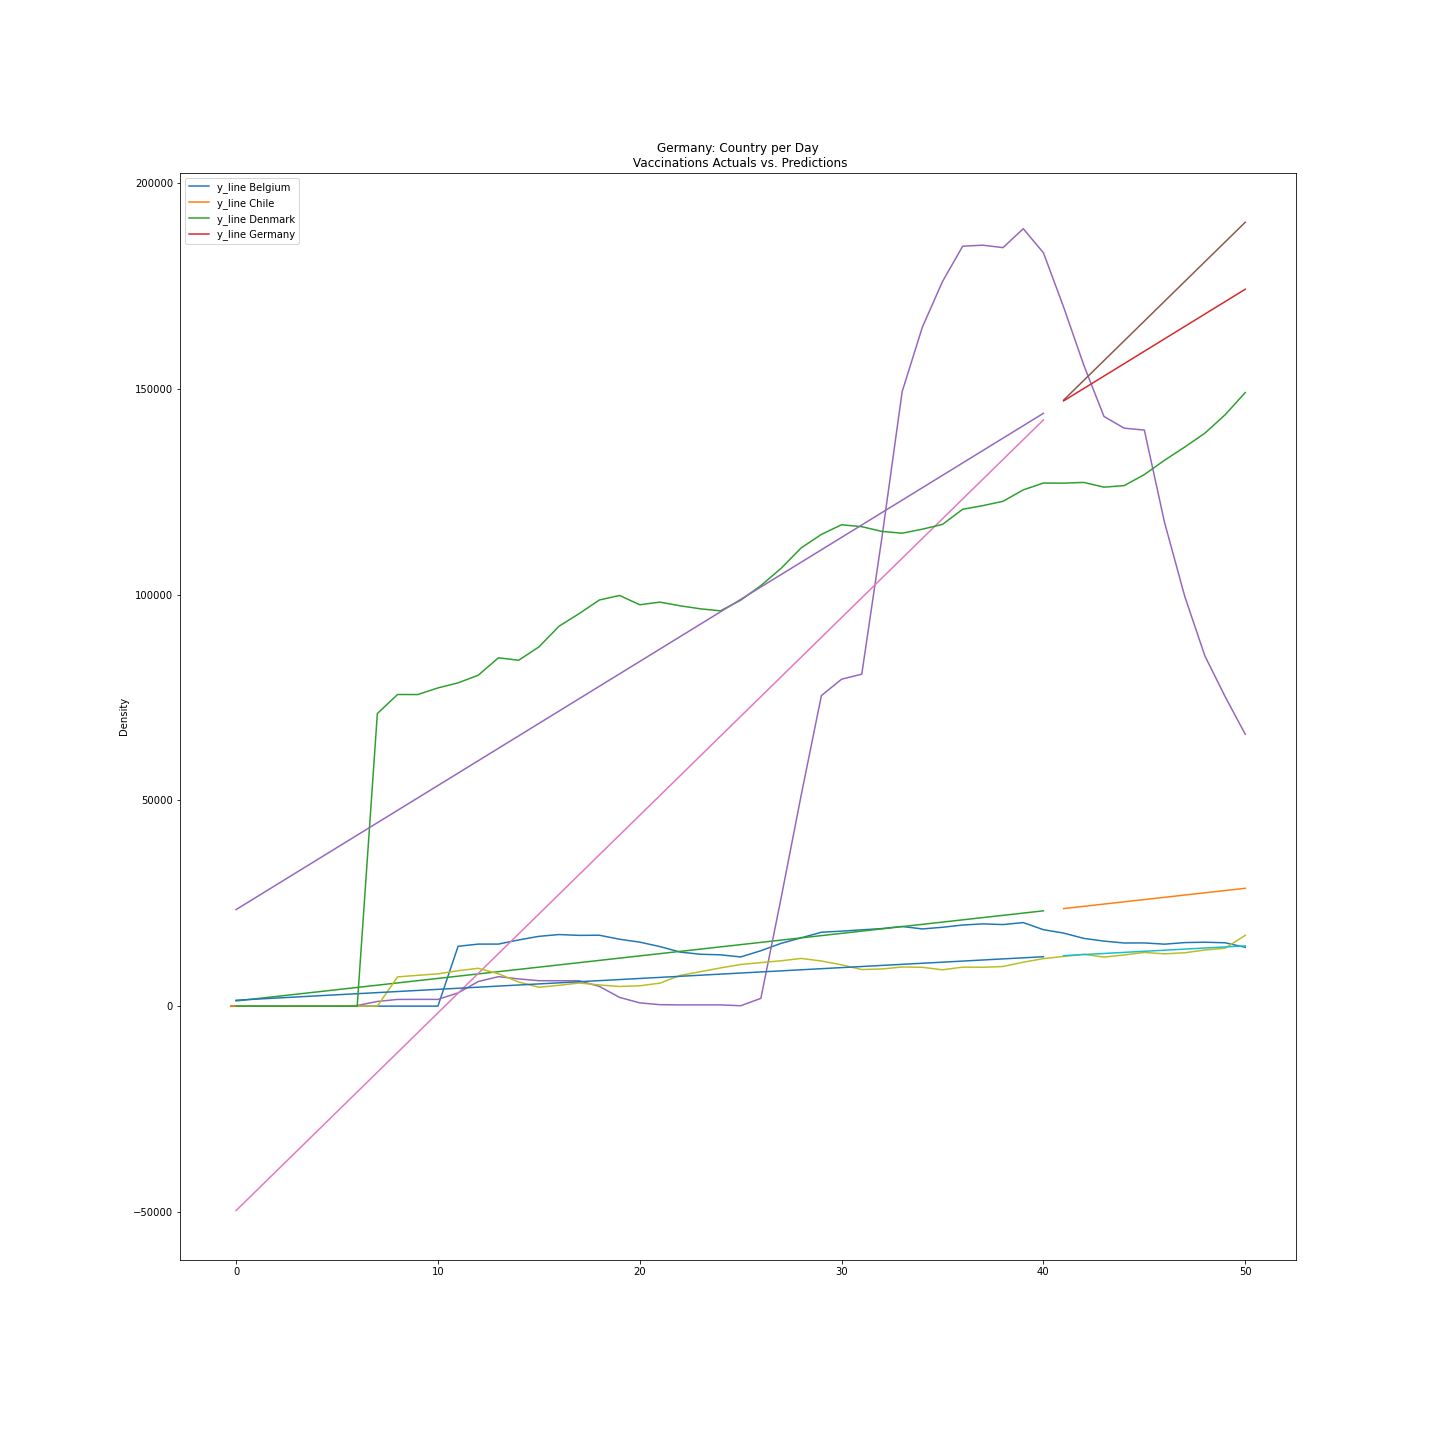 Germany: Country per Day
Vaccinations Actuals vs. Predictions
y_line Belgium
y_line Chile
y_line Denmark
y_line Germany
Density
200000
150000
100000
50000
0
−50000
0
10
20
30
40
50